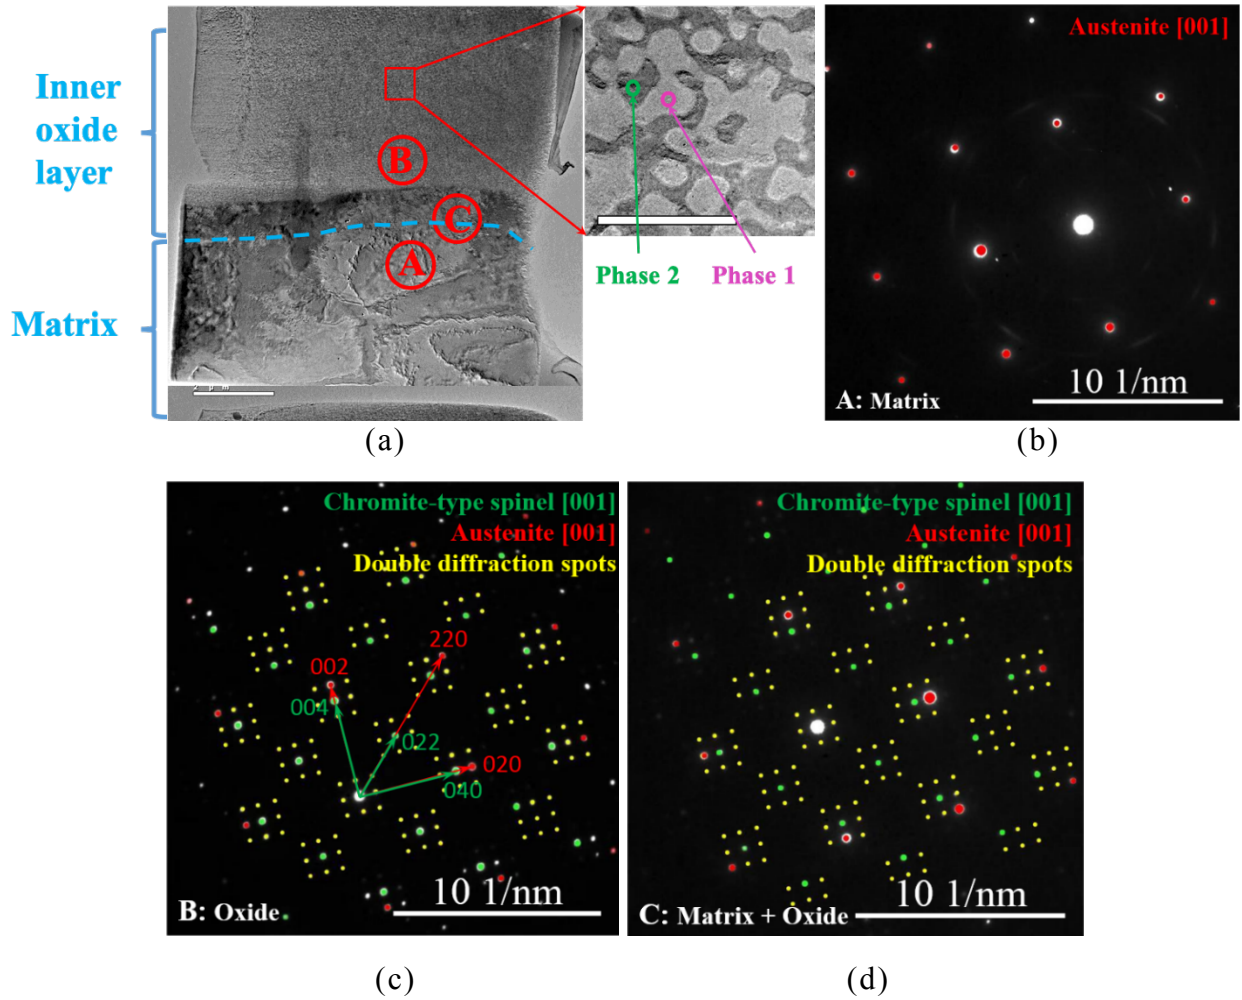 Inner
oxide
layer
Matrix
B
C
A
2 μ m
Phase 2
Phase 1
(a)
Austenite [001]
10 1/nm
A: Matrix
(b)
Chromite-type spinel [001]
Austenite [001]
Double diffraction spots
220
002
004
022
020
040
10 1/nm
B: Oxide
(c)
Chromite-type spinel [001]
Austenite [001]
Double diffraction spots
10 1/nm
C: Matrix + Oxide
(d)